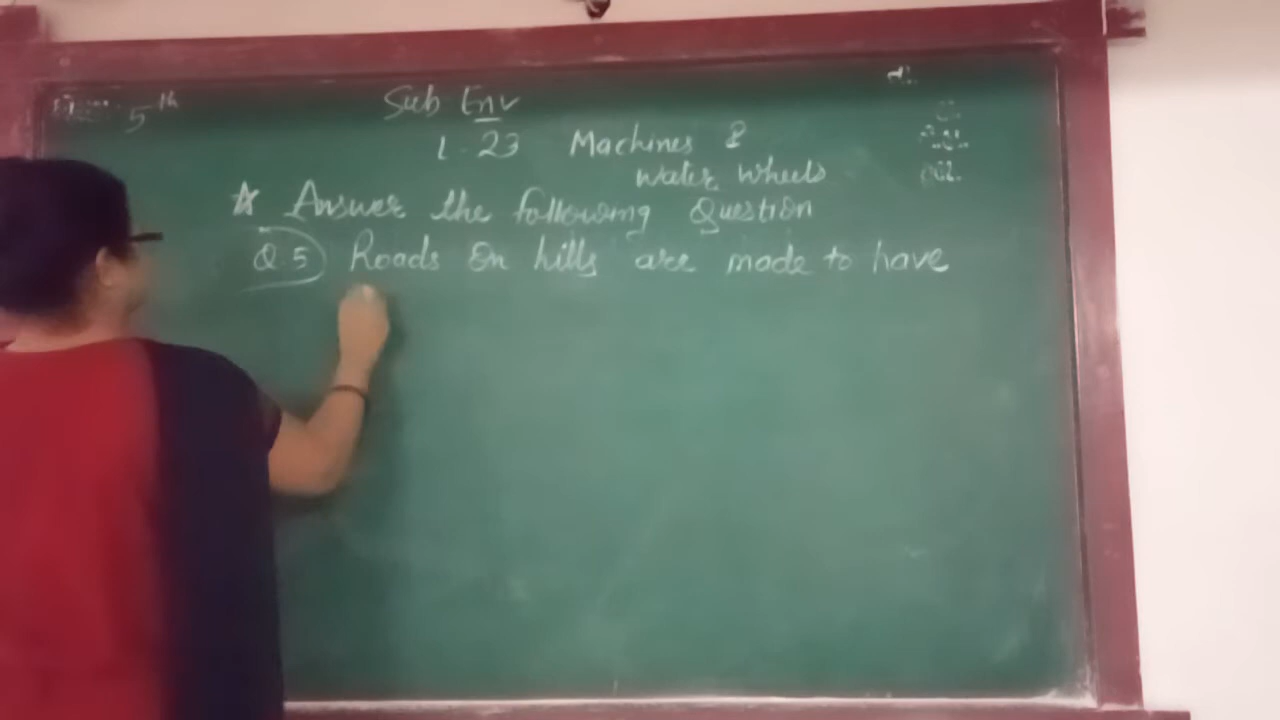 5th
Sub Env
L-23 Machines &
Water Wheels
☆ Answer the following Question
Q.5) Roads on hills are made to have